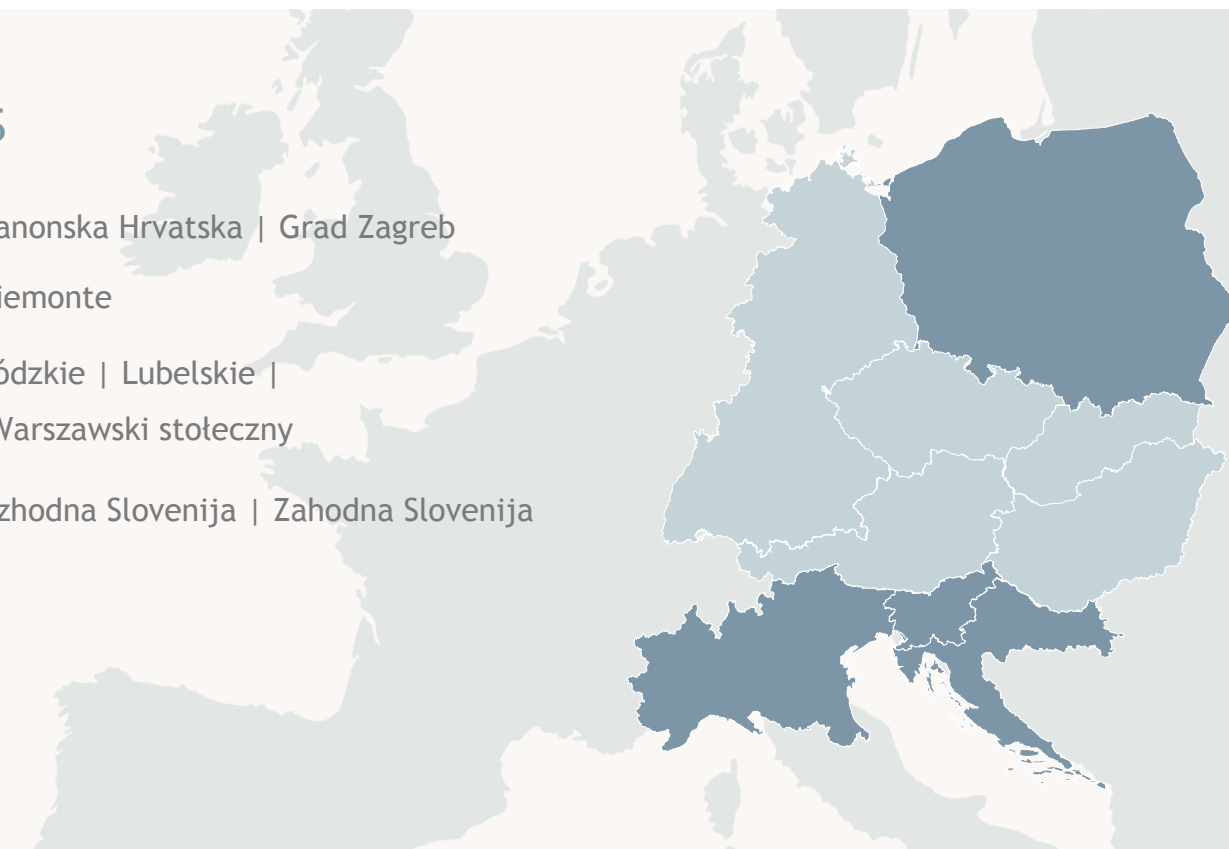 s
anonska Hrvatska | Grad Zagreb
iemonte
ódzkie | Lubelskie |
Warszawski stołeczny
zhodna Slovenija | Zahodna Slovenija